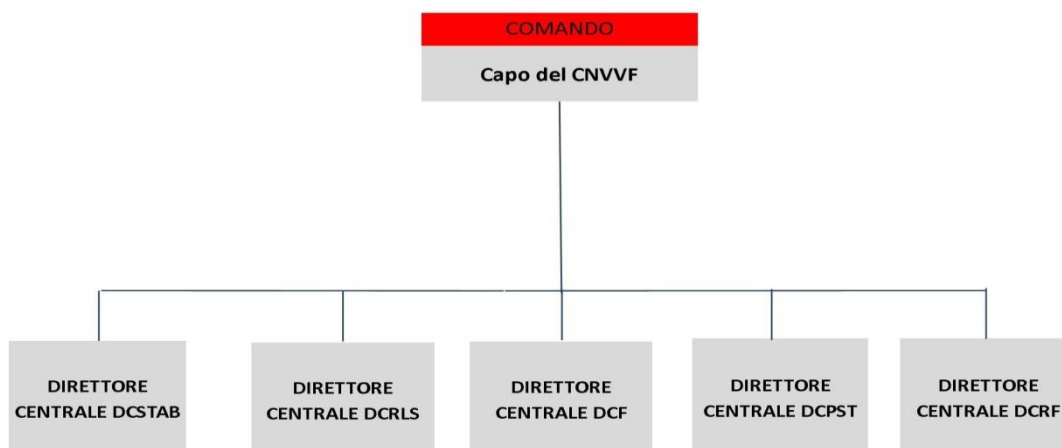 COMANDO
Capo del CNVVF
DIRETTORE
CENTRALE DCSTAB
DIRETTORE
CENTRALE DCRLS
DIRETTORE
CENTRALE DCF
DIRETTORE
CENTRALE DCPST
DIRETTORE
CENTRALE DCRF